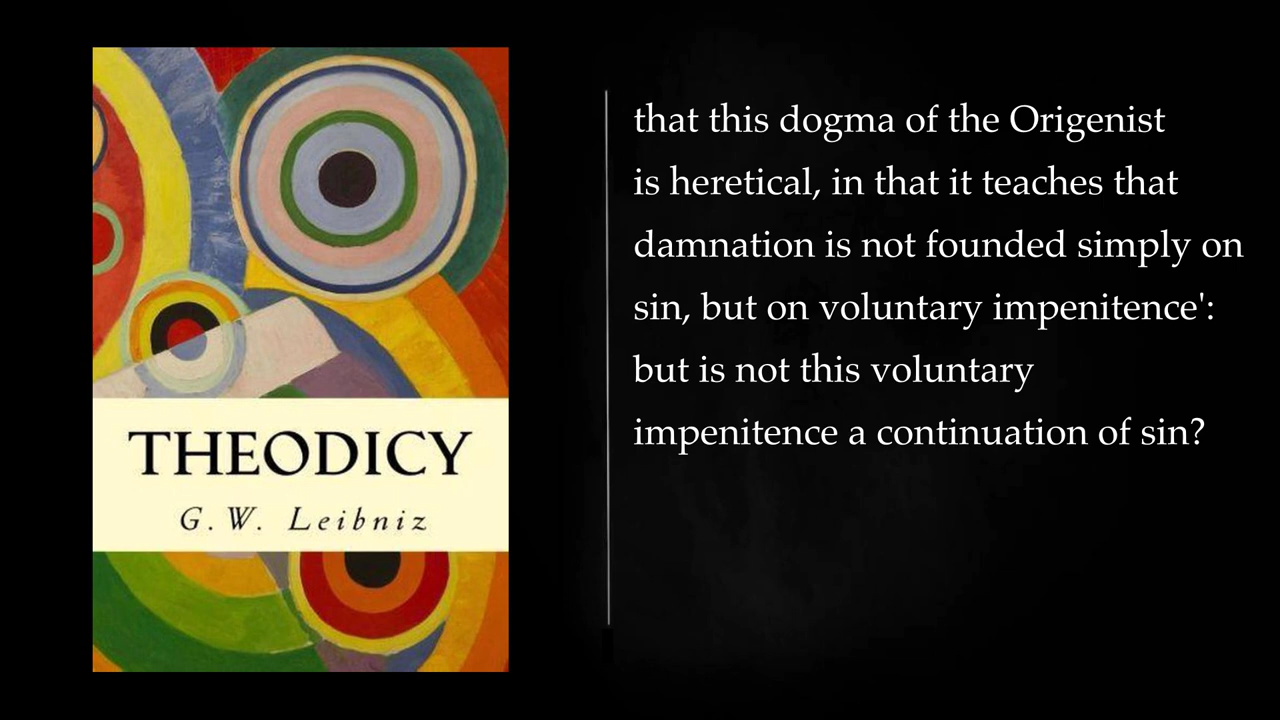 THEODICY
G. W. Leibniz
that this dogma of the Origenist
is heretical, in that it teaches that
damnation is not founded simply on
sin, but on voluntary impenitence':
but is not this voluntary
impenitence a continuation of sin?